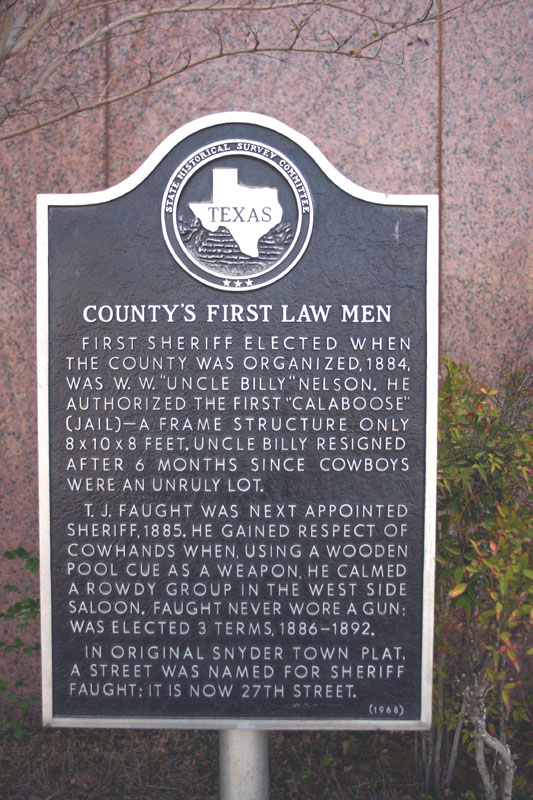 STATE HISTORICAL SURVEY COMMITTEE
TEXAS
COUNTY'S FIRST LAW MEN
FIRST SHERIFF ELECTED WHEN
THE COUNTY WAS ORGANIZED, 1884,
WAS W. W. "UNCLE BILLY" NELSON. HE
AUTHORIZED THE FIRST "CALABOOSE"
(JAIL)—A FRAME STRUCTURE ONLY
8 x 10 x 8 FEET. UNCLE BILLY RESIGNED
AFTER 6 MONTHS SINCE COWBOYS
WERE AN UNRULY LOT.
T. J. FAUGHT WAS NEXT APPOINTED
SHERIFF, 1885. HE GAINED RESPECT OF
COWHANDS WHEN, USING A WOODEN
POOL CUE AS A WEAPON, HE CALMED
A ROWDY GROUP IN THE WEST SIDE
SALOON. FAUGHT NEVER WORE A GUN;
WAS ELECTED 3 TERMS, 1886—1892.
IN ORIGINAL SNYDER TOWN PLAT,
A STREET WAS NAMED FOR SHERIFF
FAUGHT; IT IS NOW 27TH STREET.
(1968)